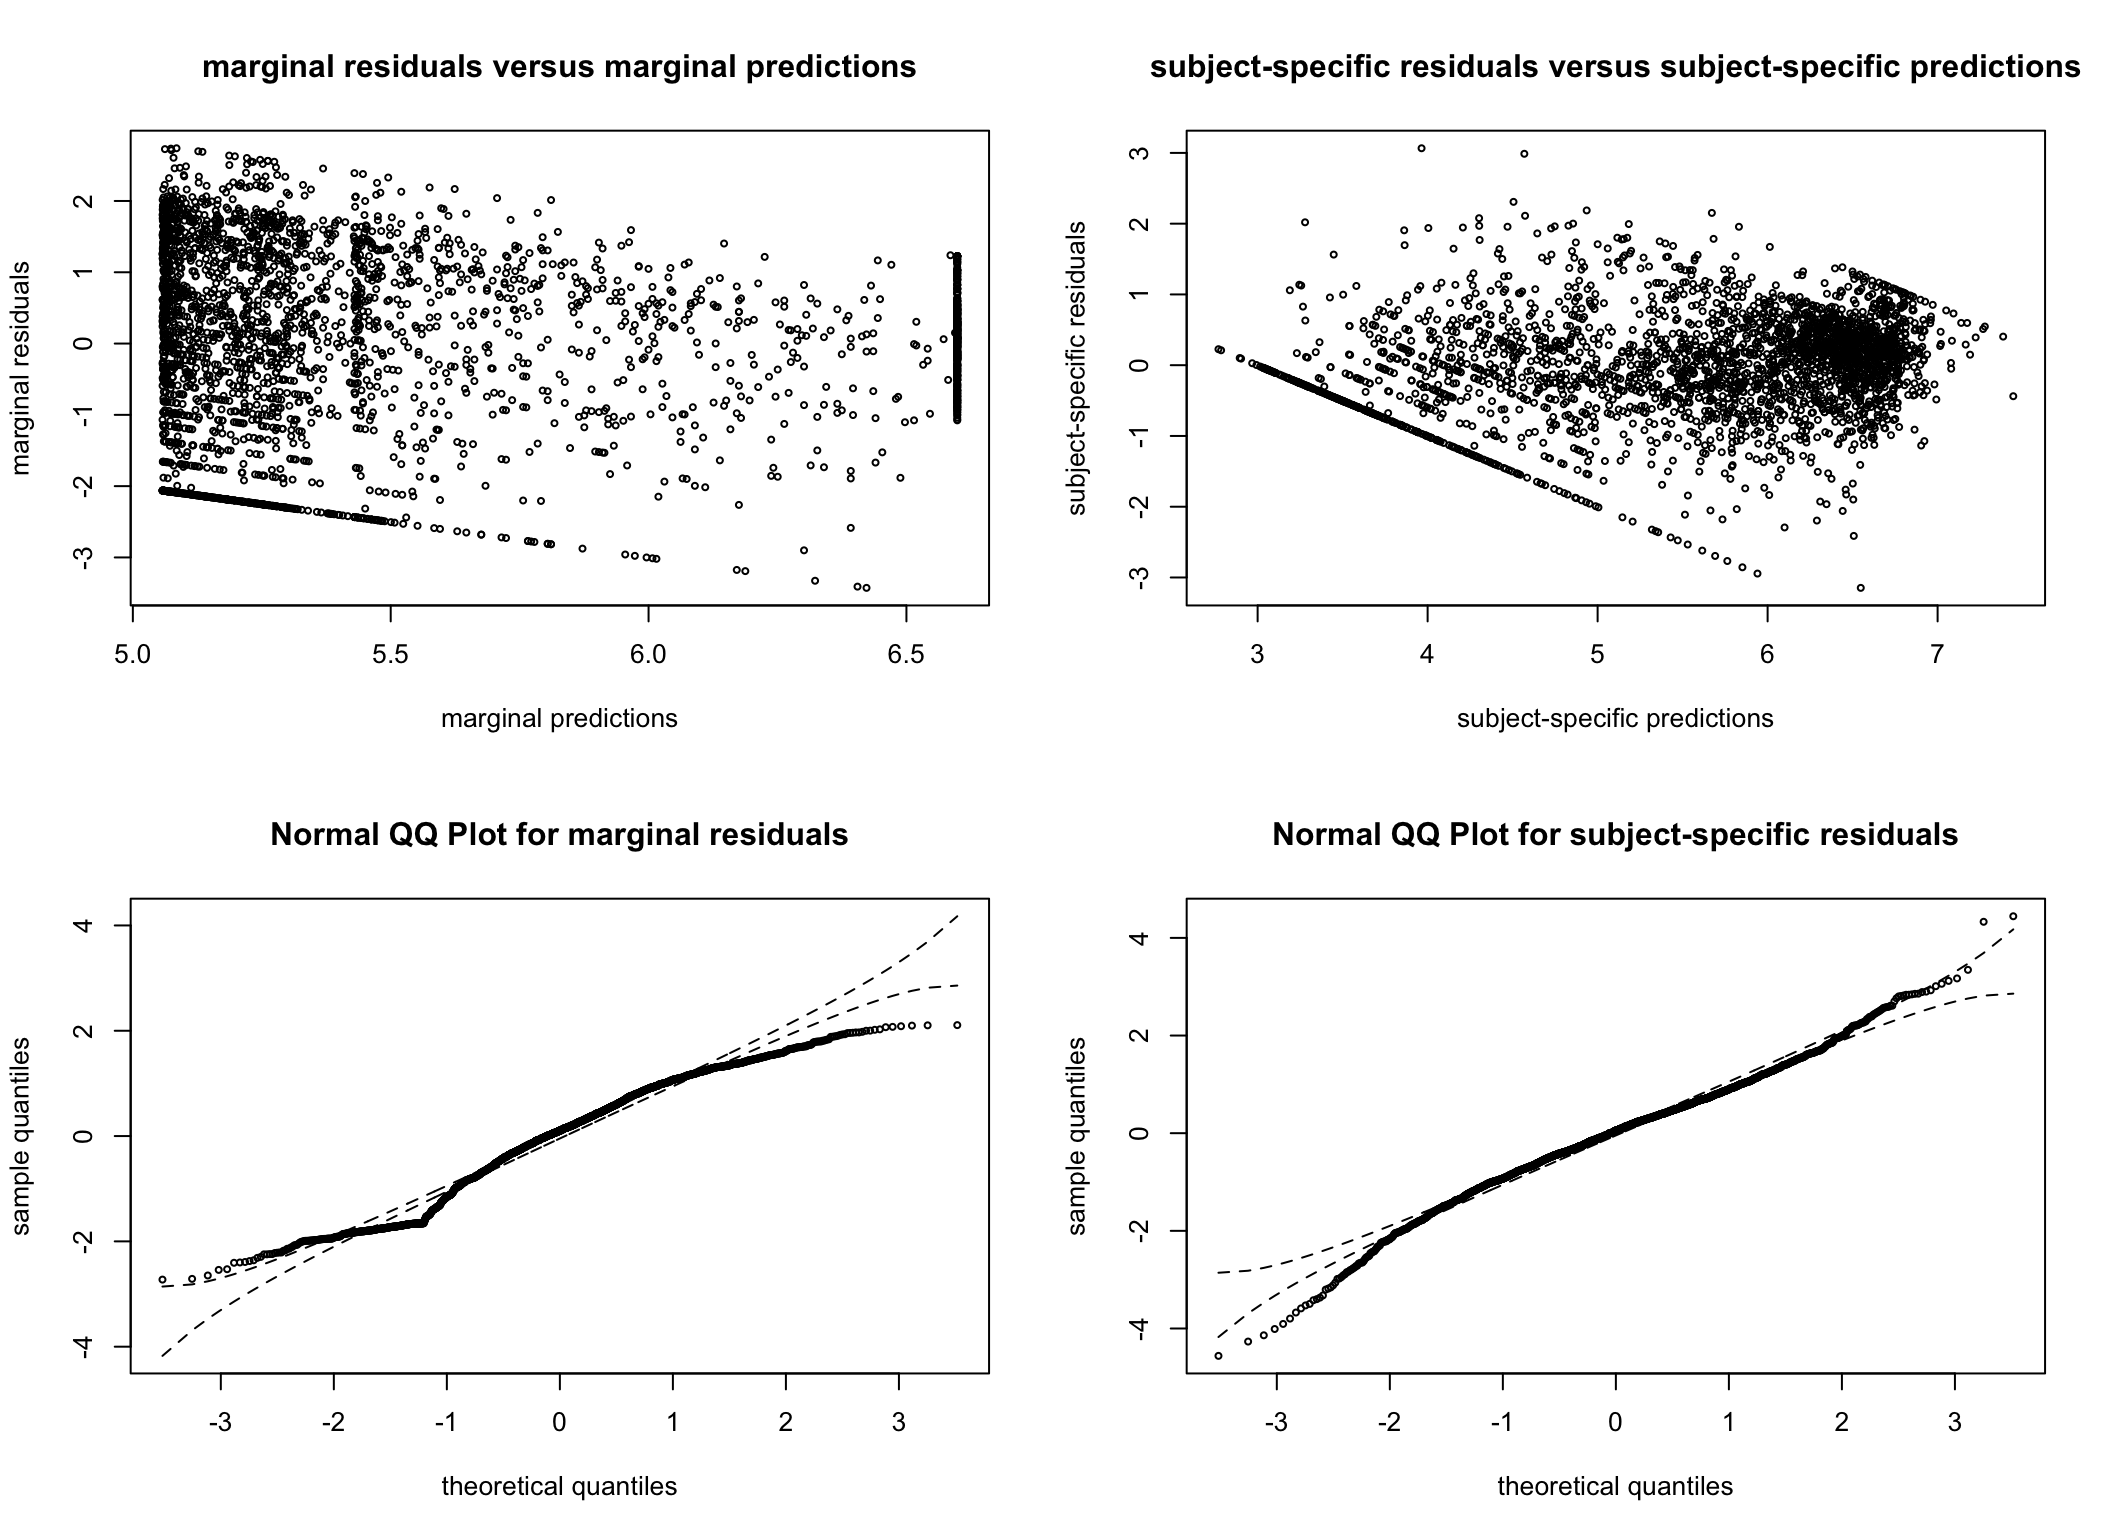 marginal residuals versus marginal predictions
marginal residuals
2
1
0
-1
-2
-3
5.0 5.5 6.0 6.5
marginal predictions
subject-specific residuals versus subject-specific predictions
subject-specific residuals
3
2
1
0
-1
-2
-3
3 4 5 6 7
subject-specific predictions
Normal QQ Plot for marginal residuals
sample quantiles
4
2
0
-2
-4
-3 -2 -1 0 1 2 3
theoretical quantiles
Normal QQ Plot for subject-specific residuals
sample quantiles
4
2
0
-2
-4
-3 -2 -1 0 1 2 3
theoretical quantiles